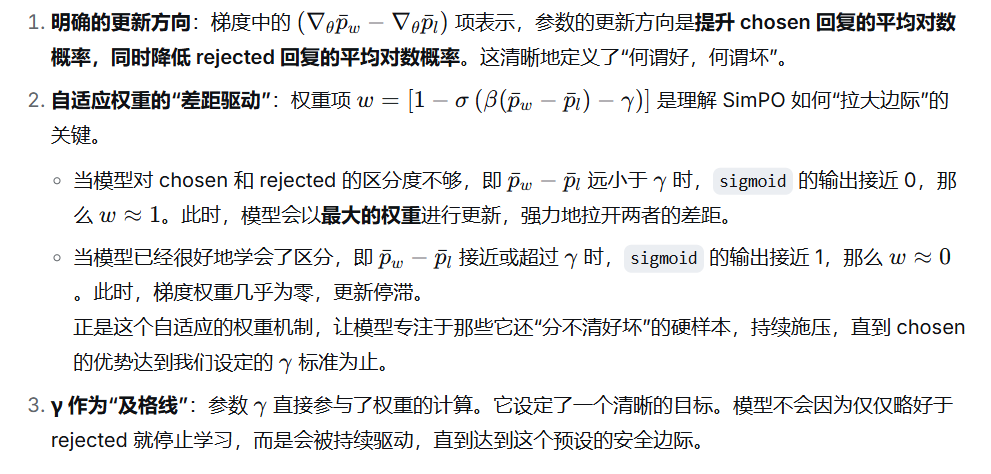 1. 明确的更新方向：梯度中的 (∇θp̄w − ∇θp̄l) 项表示，参数的更新方向是提升 chosen 回复的平均对数
概率，同时降低 rejected 回复的平均对数概率。这清晰地定义了“何谓好，何谓坏”。
2. 自适应权重的“差距驱动”：权重项 w = [1 − σ (β(p̄w − p̄l) − γ)] 是理解 SimPO 如何“拉大边际”的
关键。
◦ 当模型对 chosen 和 rejected 的区分度不够，即 p̄w − p̄l 远小于 γ 时，sigmoid 的输出接近 0，那
么 w ≈ 1。此时，模型会以最大的权重进行更新，强力地拉开两者的差距。
◦ 当模型已经很好地学会了区分，即 p̄w − p̄l 接近或超过 γ 时，sigmoid 的输出接近 1，那么 w ≈ 0
。此时，梯度权重几乎为零，更新停滞。
正是这个自适应的权重机制，让模型专注于那些它还“分不清好坏”的硬样本，持续施压，直到 chosen
的优势达到我们设定的 γ 标准为止。
3. γ 作为“及格线”：参数 γ 直接参与了权重的计算。它设定了一个清晰的目标。模型不会因为仅仅略好于
rejected 就停止学习，而是会被持续驱动，直到达到这个预设的安全边际。